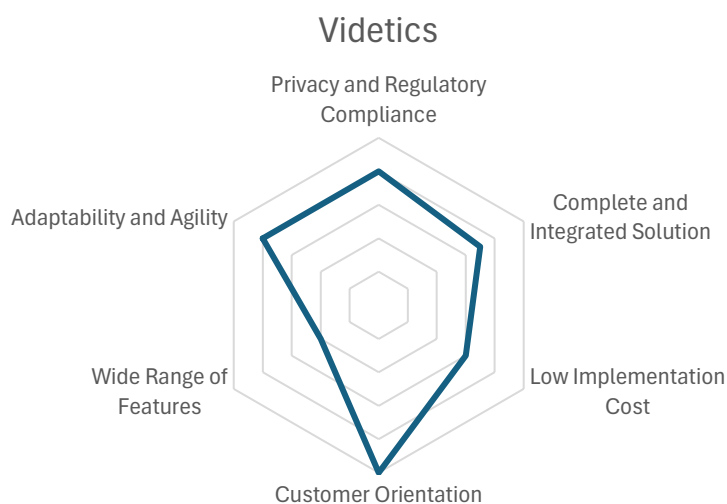 Videtics
Privacy and Regulatory
Compliance
Adaptability and Agility
Complete and
Integrated Solution
Wide Range of
Features
Low Implementation
Cost
Customer Orientation